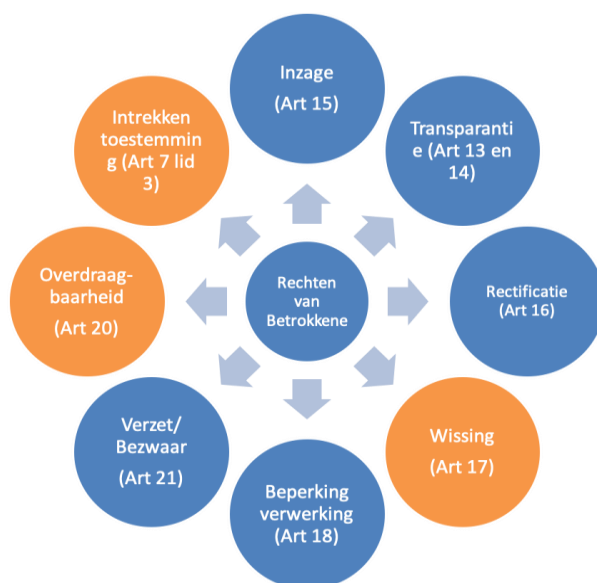 Inzage
(Art 15)
Transparanti
e (Art 13 en
14)
Rectificatie
(Art 16)
Wissing
(Art 17)
Beperking
verwerking
(Art 18)
Verzet/
Bezwaar
(Art 21)
Overdraag-
baarheid
(Art 20)
Intrekken
toestemmin
g (Art 7 lid
3)
Rechten
van
Betrokkene